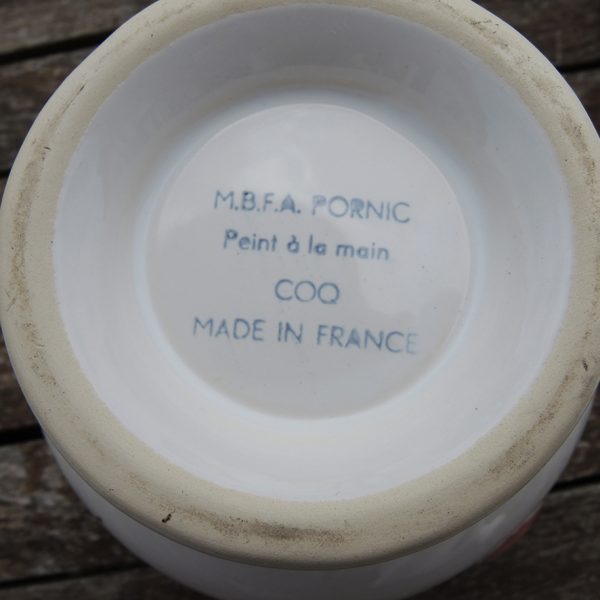 M.B.F.A. PORNIC
Peint à la main
COQ
MADE IN FRANCE